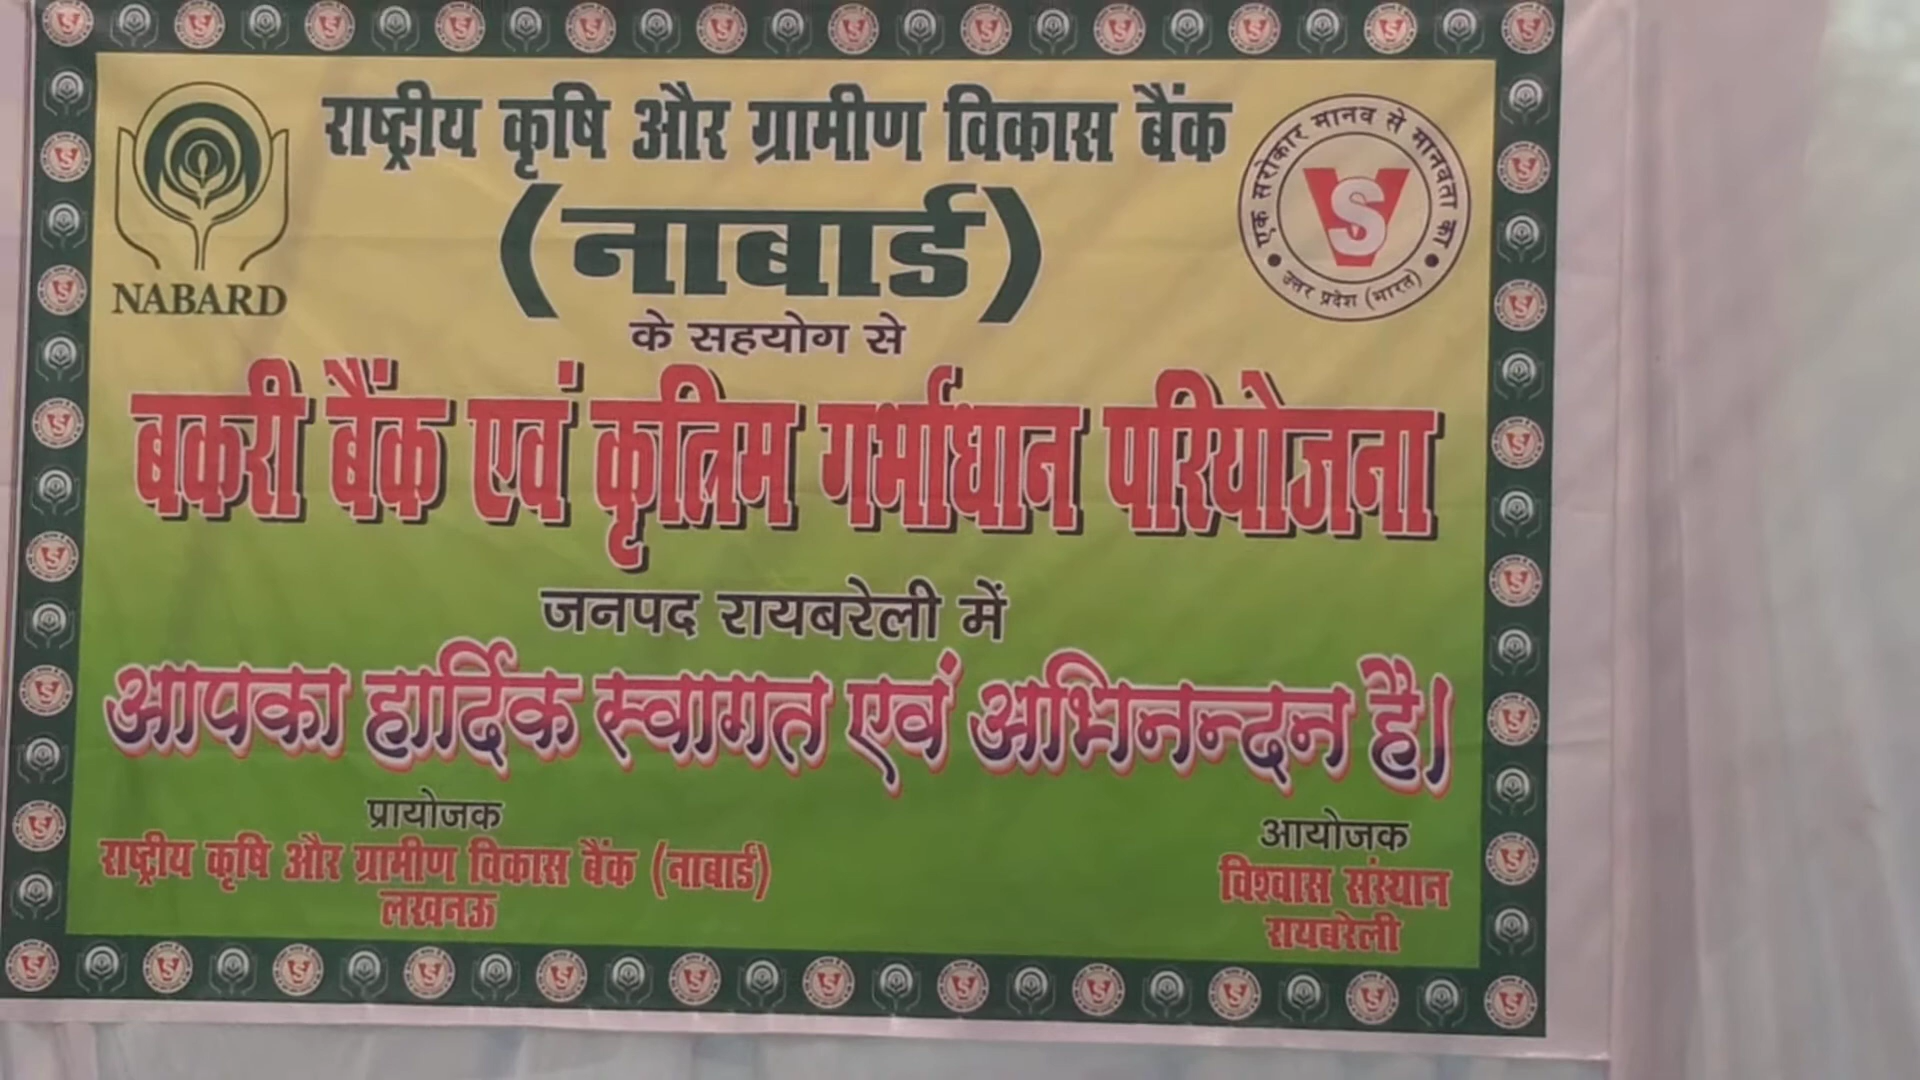 राष्ट्रीय कृषि और ग्रामीण विकास बैंक
(नाबार्ड)
NABARD
एक सरोकार मानव से मानवता का
VS
उत्तर प्रदेश (भारत)
के सहयोग से
बकरी बैंक एवं कृत्रिम गर्भाधान परियोजना
जनपद रायबरेली में
आपका हार्दिक स्वागत एवं अभिनन्दन है।
प्रायोजक
राष्ट्रीय कृषि और ग्रामीण विकास बैंक (नाबार्ड)
लखनऊ
आयोजक
विश्वास संस्थान
रायबरेली